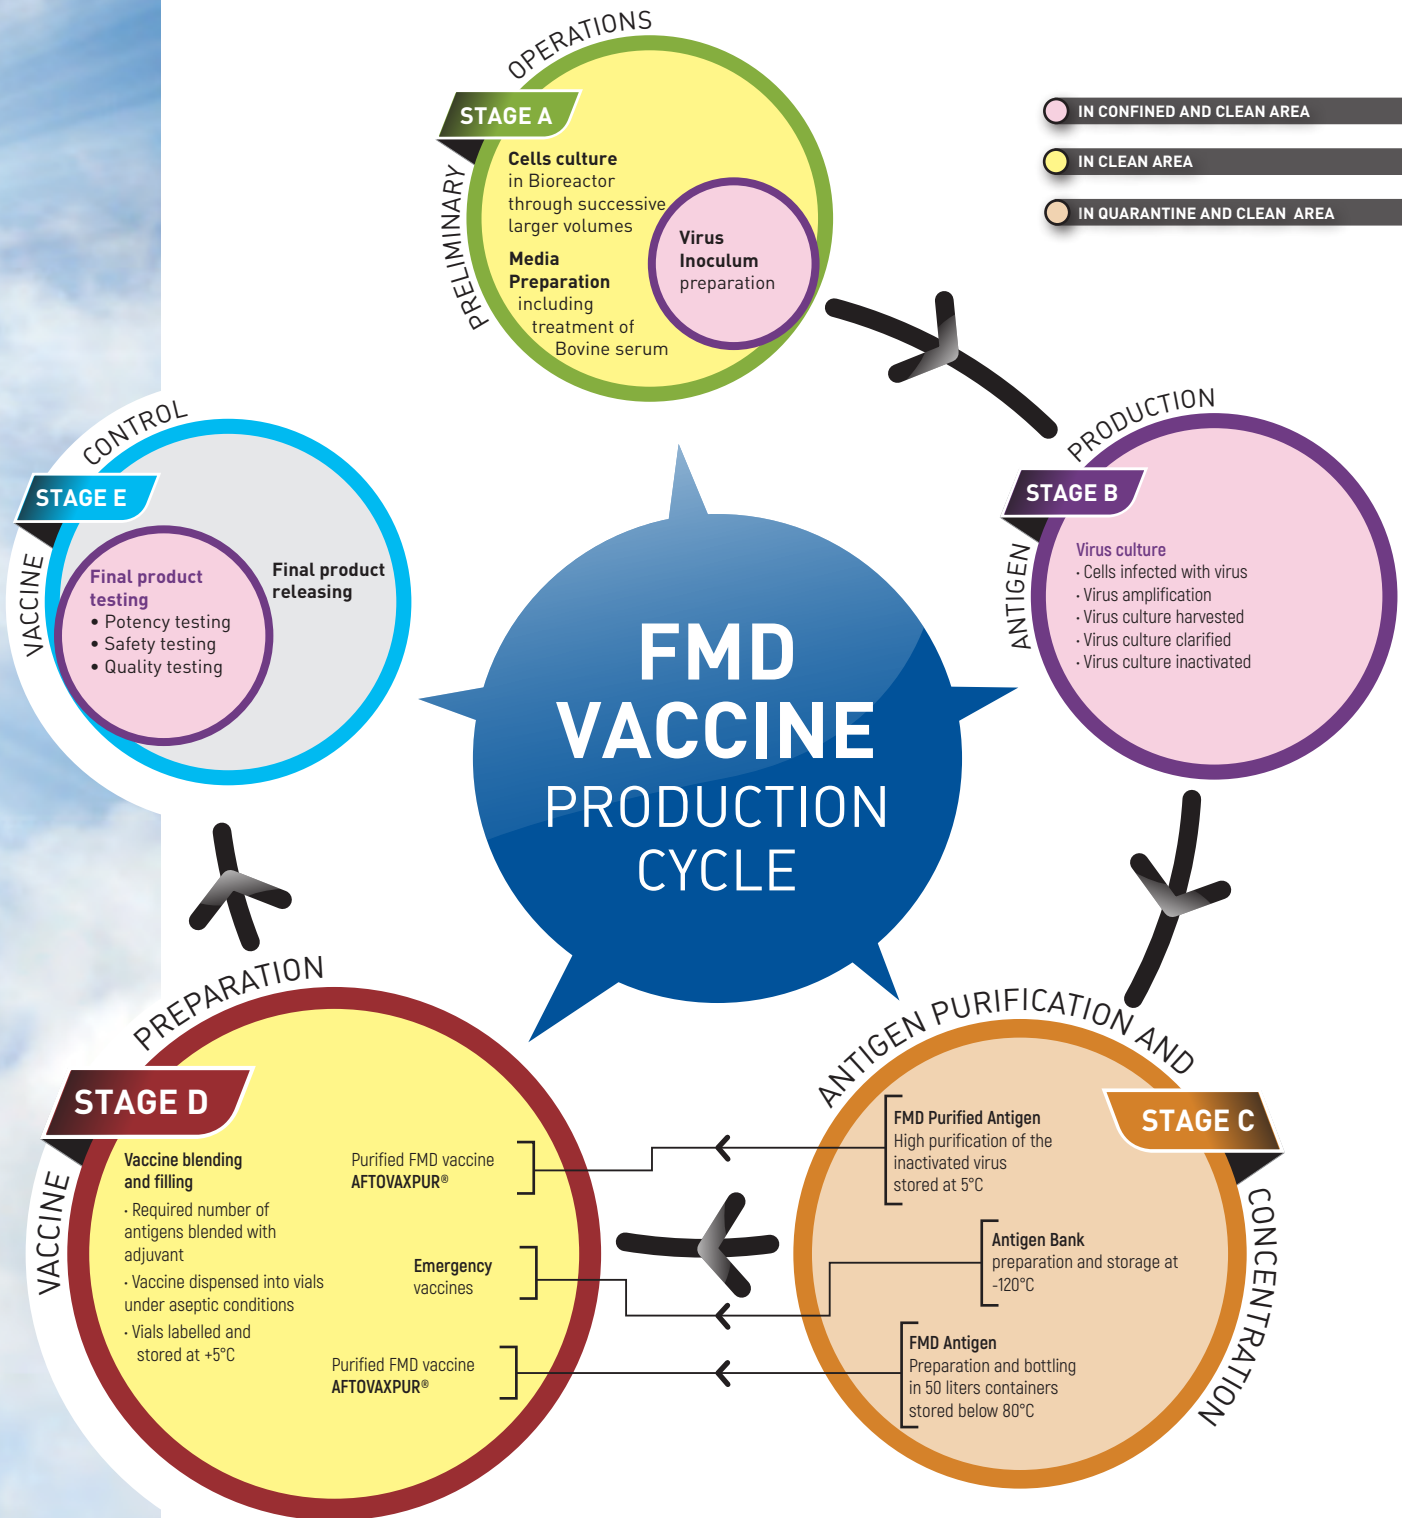 OPERATIONS
PRELIMINARY
STAGE A
Cells culture
in Bioreactor
through successive
larger volumes
Media
Preparation
including
treatment of
Bovine serum
Virus
Inoculum
preparation
IN CONFINED AND CLEAN AREA
IN CLEAN AREA
IN QUARANTINE AND CLEAN AREA
PRODUCTION
ANTIGEN
STAGE B
Virus culture
· Cells infected with virus
· Virus amplification
· Virus culture harvested
· Virus culture clarified
· Virus culture inactivated
CONTROL
VACCINE
STAGE E
Final product
testing
• Potency testing
• Safety testing
• Quality testing
Final product
releasing
FMD
VACCINE
PRODUCTION
CYCLE
PREPARATION
VACCINE
STAGE D
Vaccine blending
and filling
· Required number of
antigens blended with
adjuvant
· Vaccine dispensed into vials
under aseptic conditions
· Vials labelled and
stored at +5°C
Purified FMD vaccine
AFTOVAXPUR®
Emergency
vaccines
Purified FMD vaccine
AFTOVAXPUR®
ANTIGEN PURIFICATION AND
CONCENTRATION
STAGE C
FMD Purified Antigen
High purification of the
inactivated virus
stored at 5°C
Antigen Bank
preparation and storage at
-120°C
FMD Antigen
Preparation and bottling
in 50 liters containers
stored below 80°C